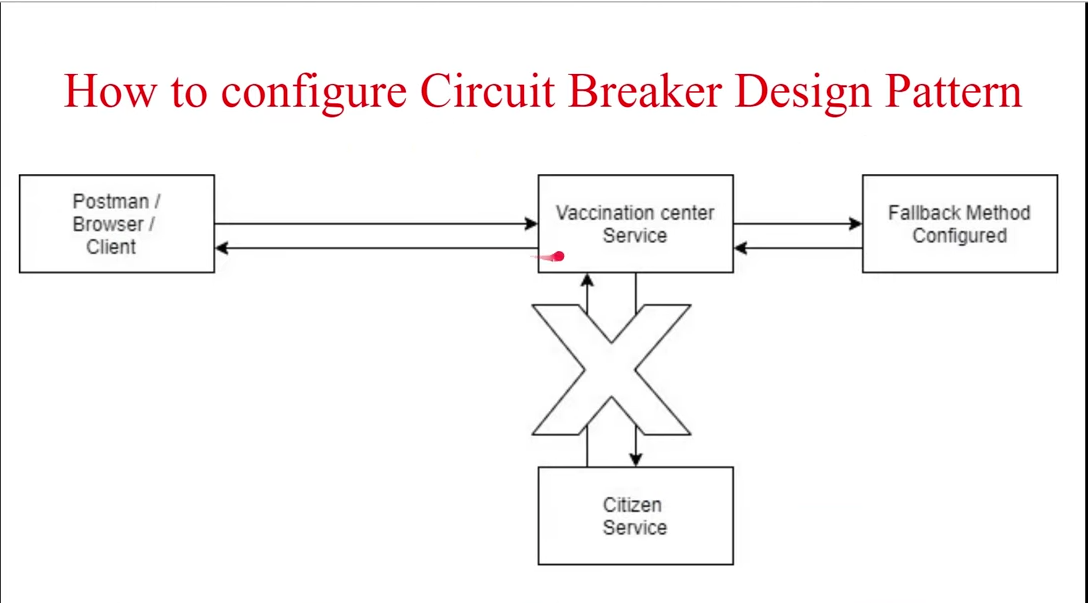 How to configure Circuit Breaker Design Pattern
Postman /
Browser /
Client
Vaccination center
Service
Fallback Method
Configured
Citizen
Service